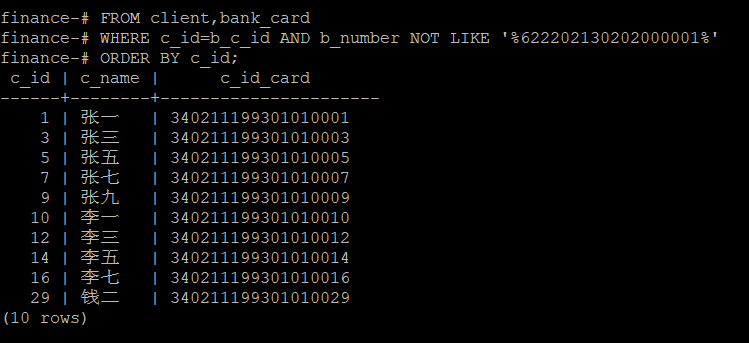 finance-# FROM client,bank_card
finance-# WHERE c_id=b_c_id AND b_number NOT LIKE '%622202130202000001%'
finance-# ORDER BY c_id;
 c_id | c_name |      c_id_card
------+--------+--------------------
    1 | 张一   | 340211199301010001
    3 | 张三   | 340211199301010003
    5 | 张五   | 340211199301010005
    7 | 张七   | 340211199301010007
    9 | 张九   | 340211199301010009
   10 | 李一   | 340211199301010010
   12 | 李三   | 340211199301010012
   14 | 李五   | 340211199301010014
   16 | 李七   | 340211199301010016
   29 | 钱二   | 340211199301010029
(10 rows)